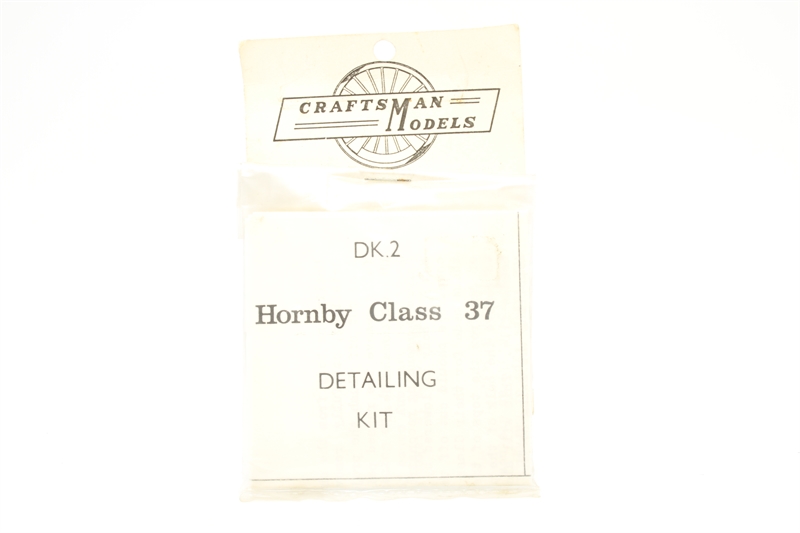 CRAFTSMAN
MODELS
DK.2
Hornby Class 37
DETAILING
KIT